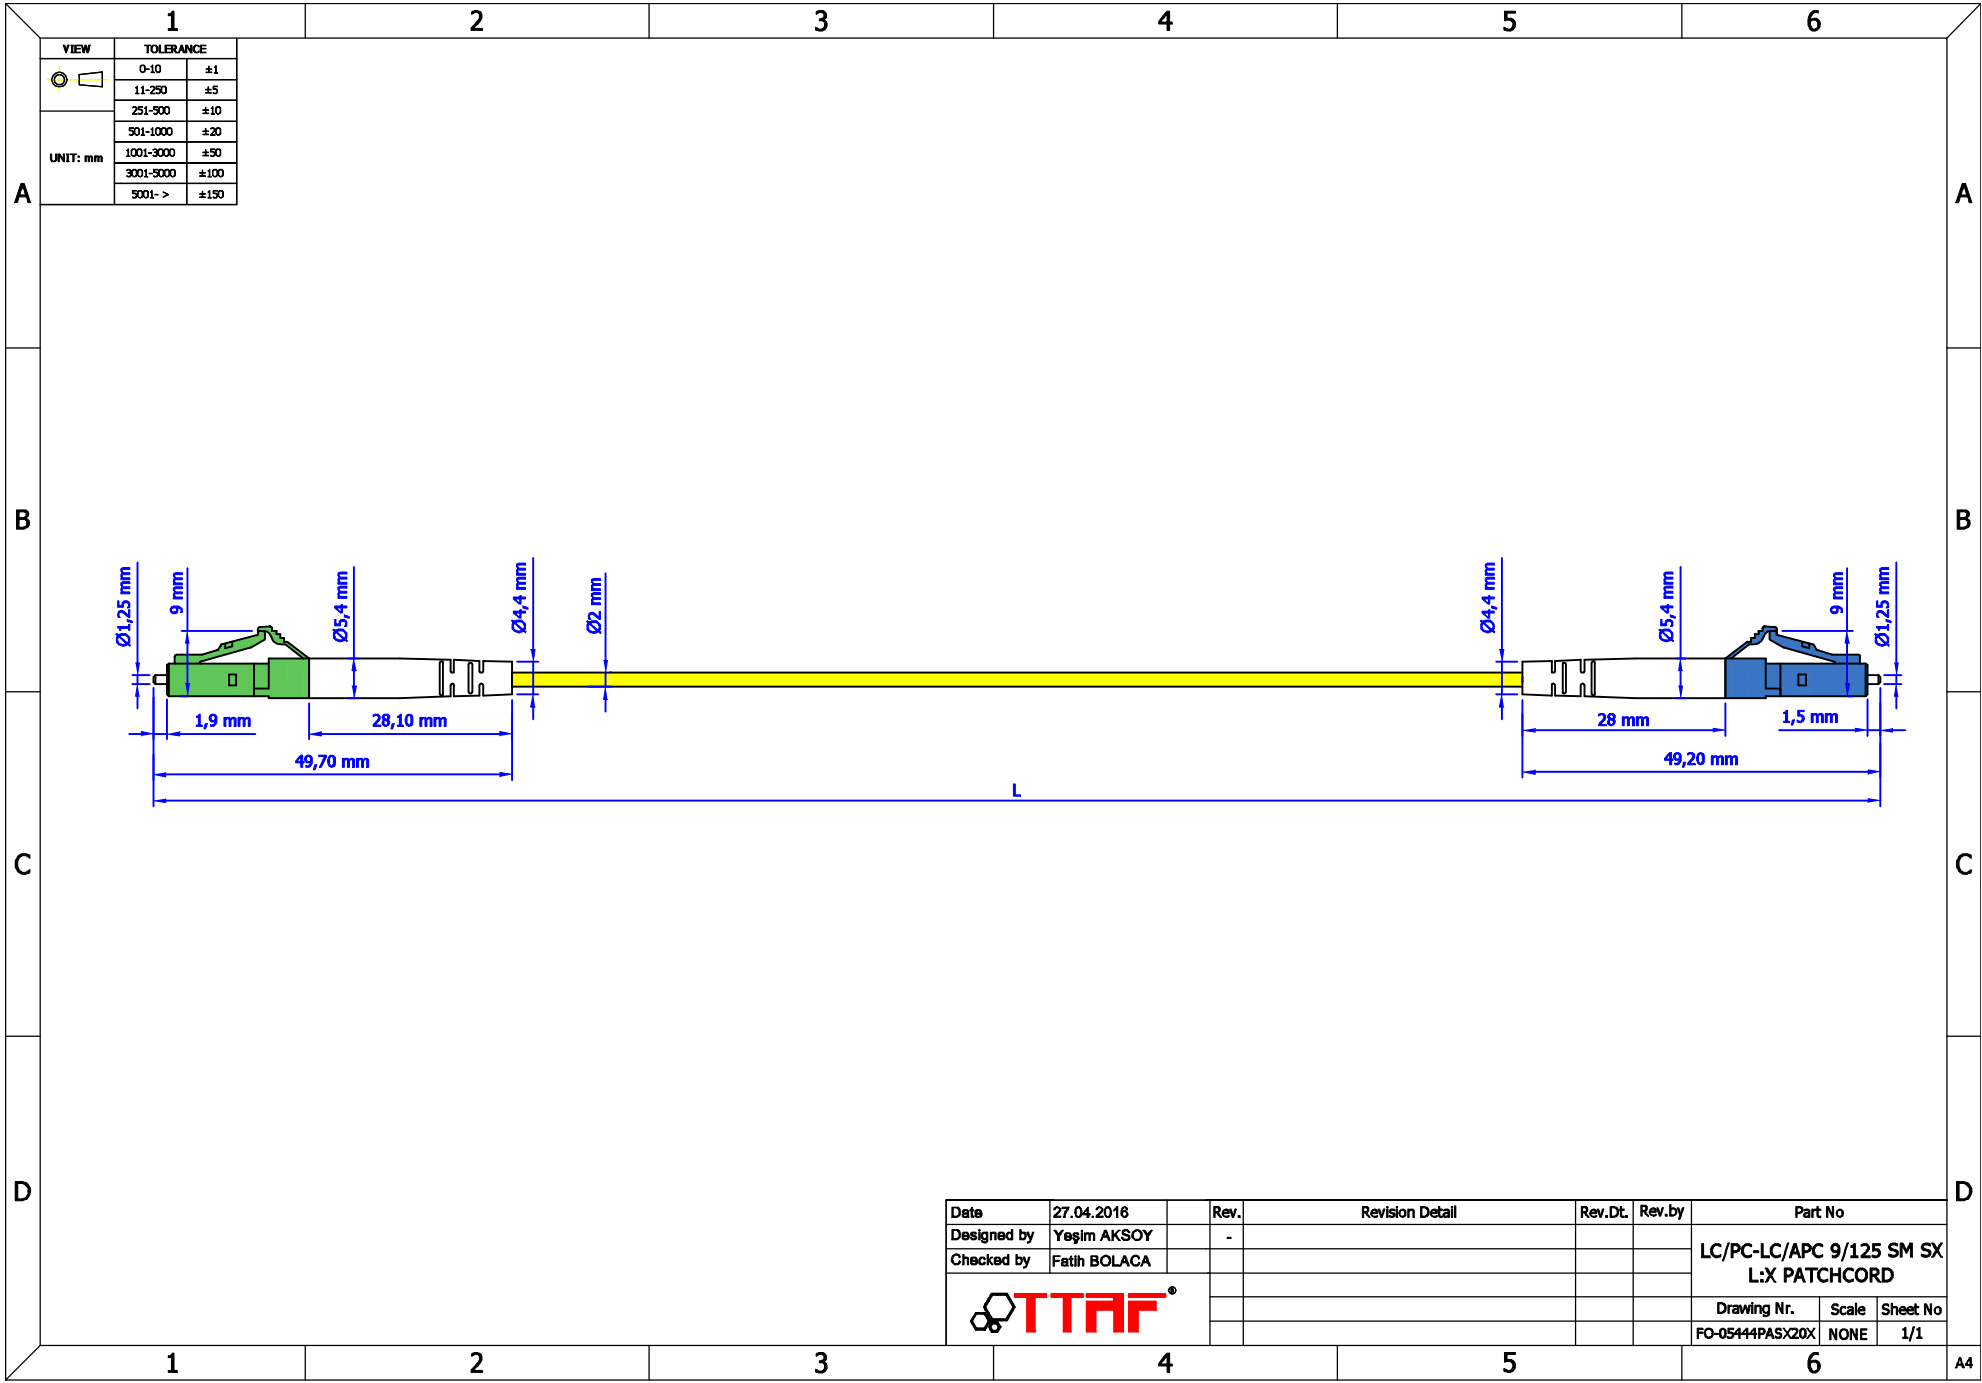 1 2 3 4 5 6
VIEW TOLERANCE
0-10 ±1
11-250 ±5
251-500 ±10
501-1000 ±20
UNIT: mm
1001-3000 ±50
3001-5000 ±100
5001- > ±150
A A
B B
Ø1,25 mm
9 mm
Ø5,4 mm
Ø4,4 mm
Ø2 mm
Ø4,4 mm
Ø5,4 mm
9 mm
Ø1,25 mm
1,9 mm 28,10 mm 28 mm 1,5 mm
49,70 mm 49,20 mm
L
C C
D D
Date 27.04.2016 Rev. Revision Detail Rev.Dt. Rev.by Part No
Designed by Yeşim AKSOY -
Checked by Fatih BOLACA
LC/PC-LC/APC 9/125 SM SX
L:X PATCHCORD
TTAF®
Drawing Nr. Scale Sheet No
FO-05444PASX20X NONE 1/1
1 2 3 4 5 6 A4